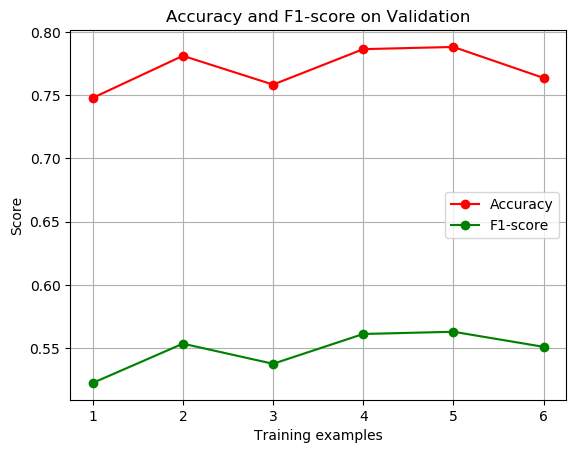 Accuracy and F1-score on Validation
0.80
0.75
0.70
0.65
0.60
0.55
Score
Accuracy
F1-score
1 2 3 4 5 6
Training examples